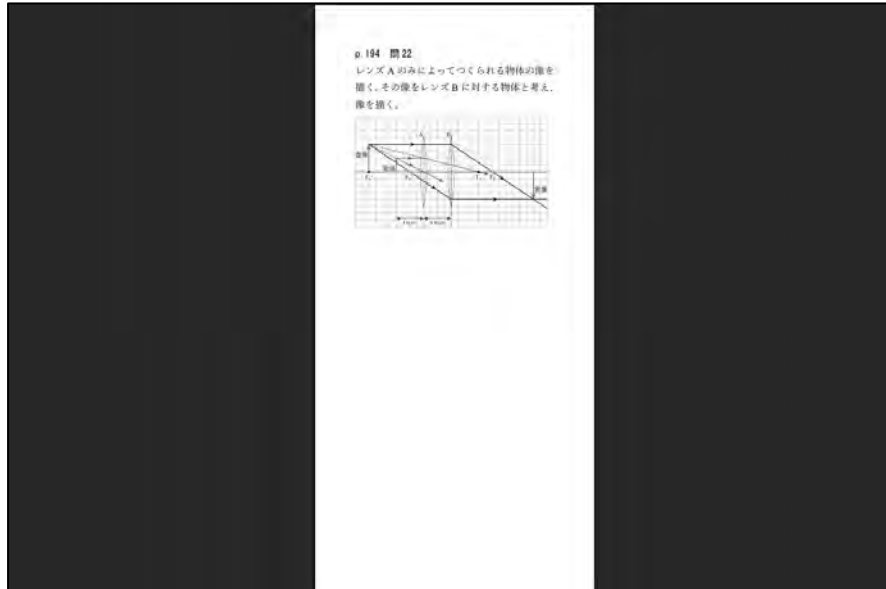 p.194 問22
レンズAのみによってつくられる物体の像を
描く。その像をレンズBに対する物体と考え、
像を描く。
A B
虚像
物体
実像